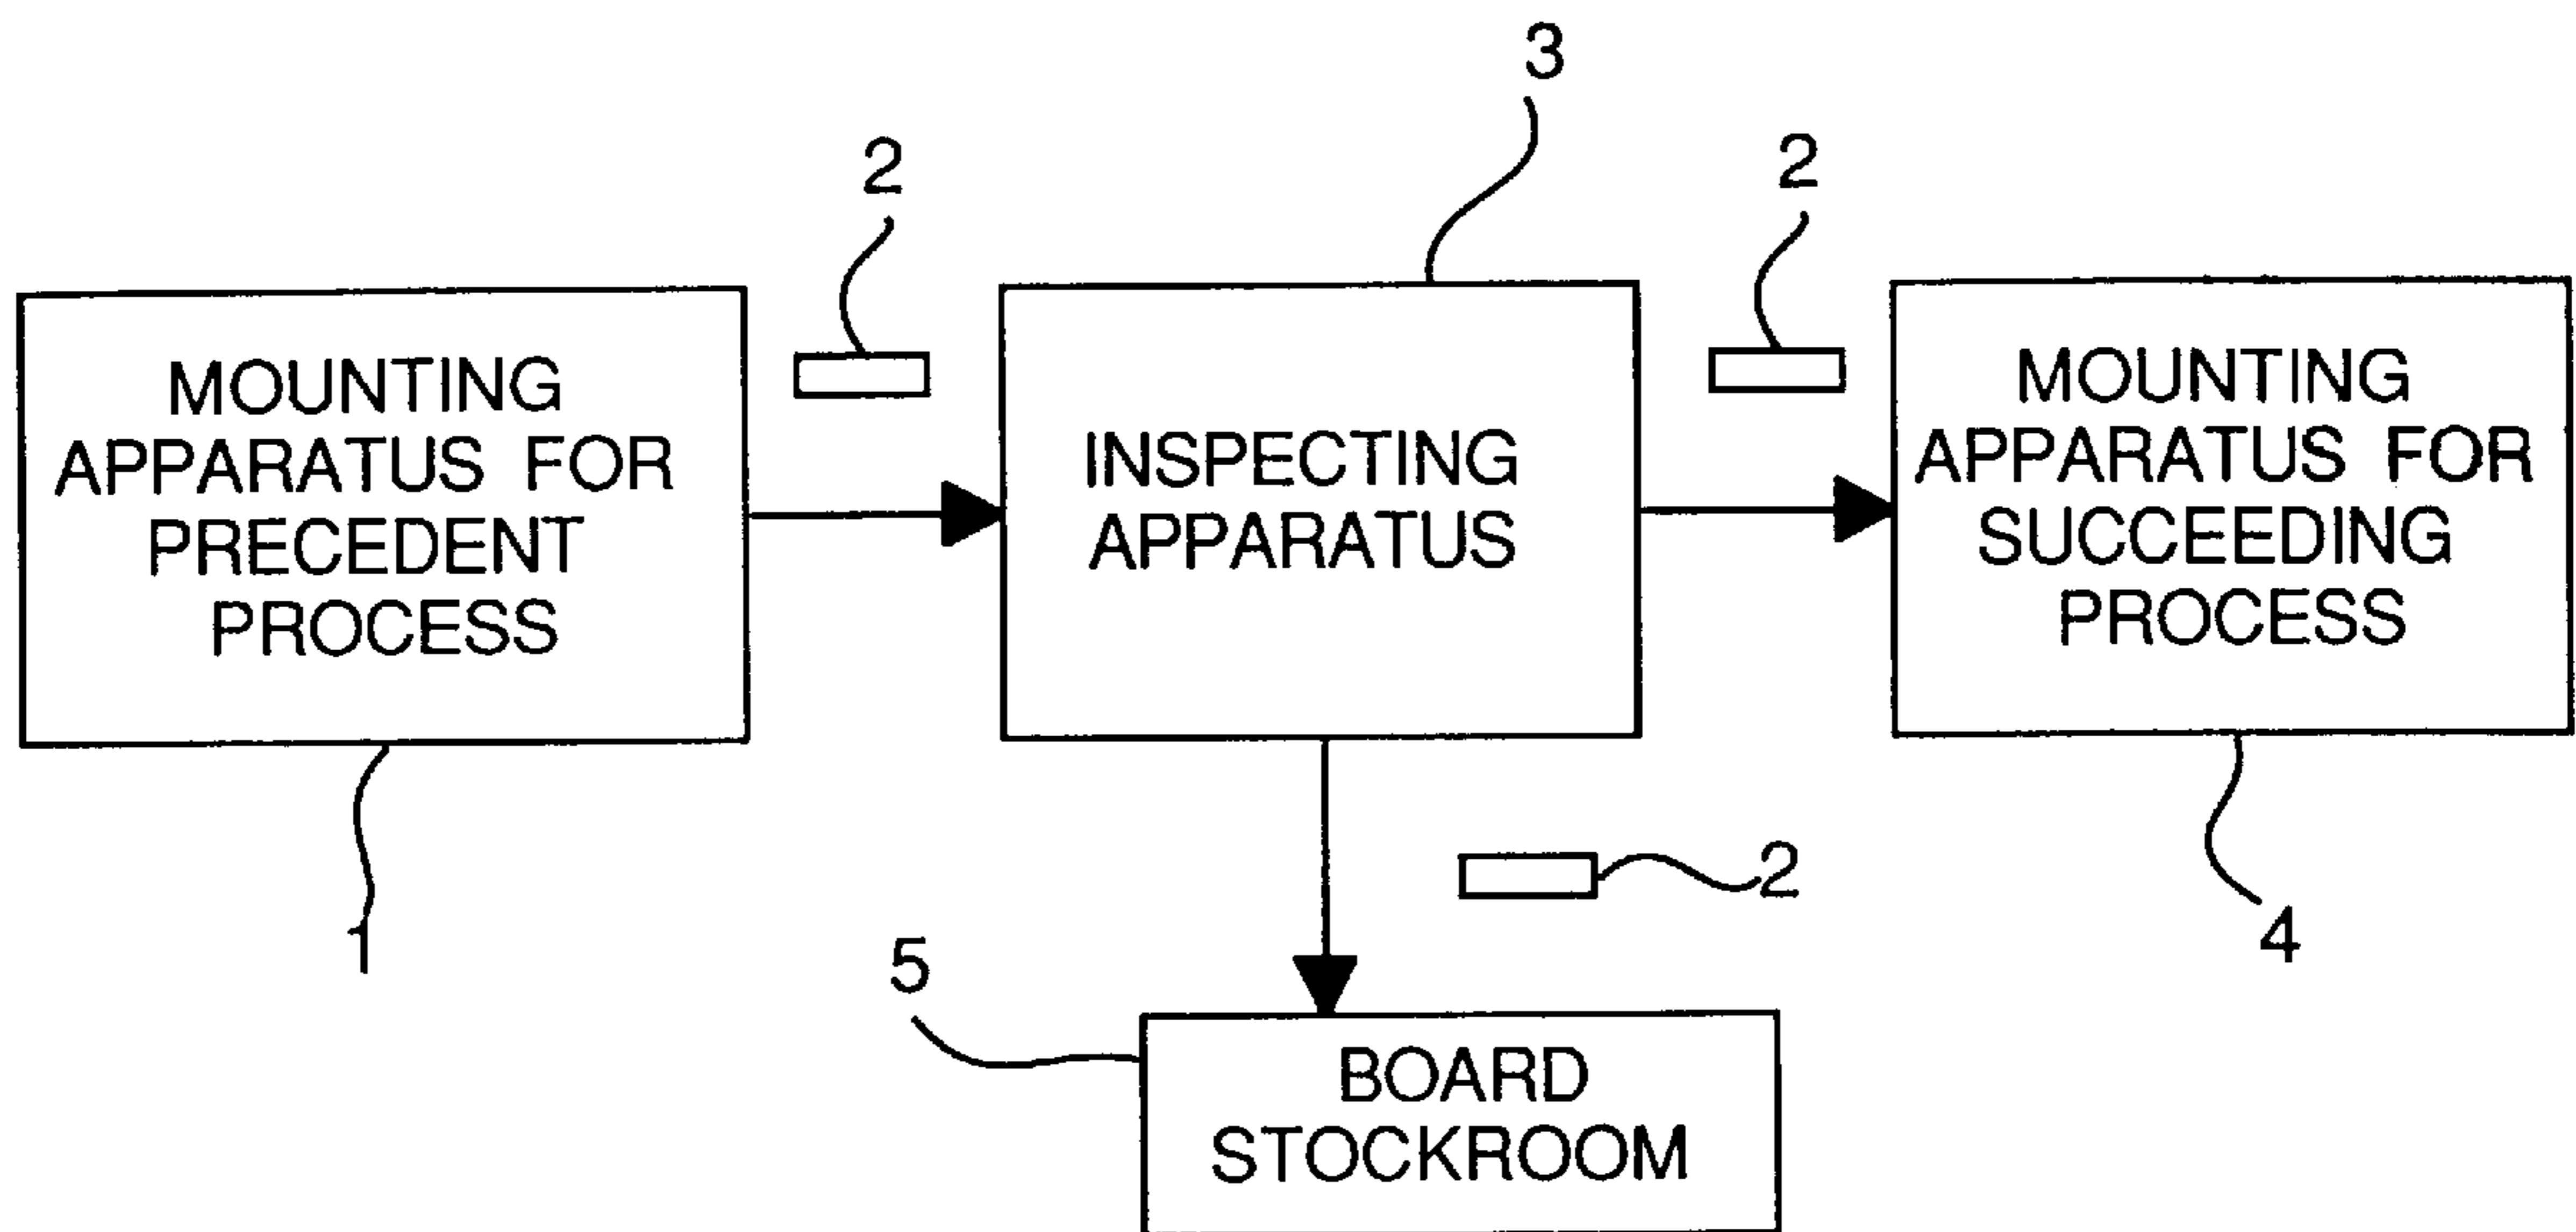 3
2
2
MOUNTING
APPARATUS FOR
PRECEDENT
PROCESS
INSPECTING
APPARATUS
MOUNTING
APPARATUS FOR
SUCCEEDING
PROCESS
2
1
4
5
BOARD
STOCKROOM